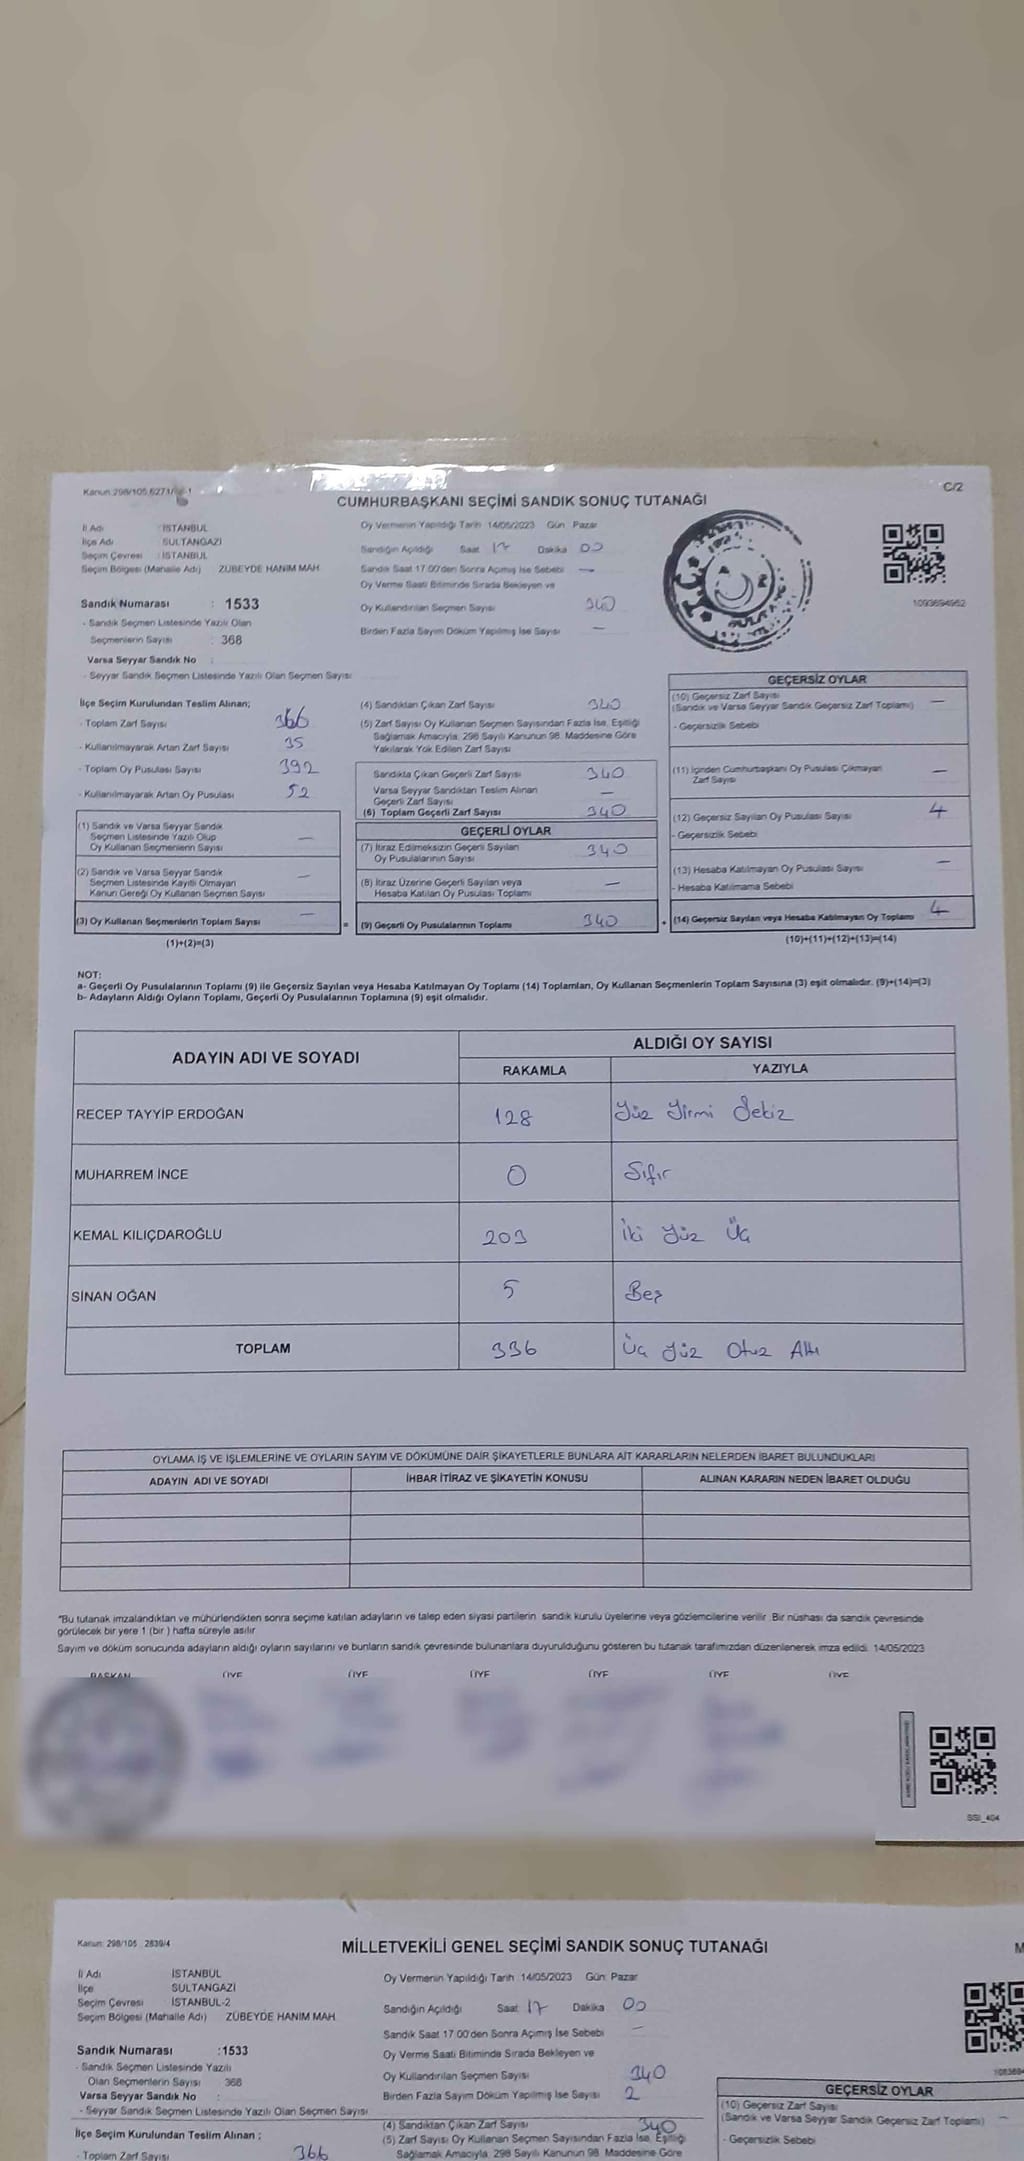 Kanun:298/105.6271/
C/2
CUMHURBAŞKANI SEÇİMİ SANDIK SONUÇ TUTANAĞI
İl Adı : İSTANBUL
İlçe Adı SULTANGAZİ
Seçim Çevresi : İSTANBUL
Seçim Bölgesi (Mahalle Adı) ZÜBEYDE HANIM MAH.
Sandık Numarası : 1533
- Sandık Seçmen Listesinde Yazılı Olan
Seçmenlerin Sayısı : 368
Varsa Seyyar Sandık No :
- Seyyar Sandık Seçmen Listesinde Yazılı Olan Seçmen Sayısı
Oy Vermenin Yapıldığı Tarih 14/05/2023 Gün Pazar
Sandığın Açıldığı Saat 17 Dakika 00
Sandık Saat 17.00'den Sonra Açımış İse Sebebi —
Oy Verme Saati Bitiminde Sırada Bekleyen ve
Oy Kullandırılan Seçmen Sayısı 340
Birden Fazla Sayım Döküm Yapılmış İse Sayısı —
1093694962
İlçe Seçim Kurulundan Teslim Alınan;
- Toplam Zarf Sayısı 366
- Kullanılmayarak Artan Zarf Sayısı 35
- Toplam Oy Pusulası Sayısı 392
- Kullanılmayarak Artan Oy Pusulası 52
(1) Sandık ve Varsa Seyyar Sandık
Seçmen Listesinde Yazılı Olup
Oy Kullanan Seçmenlerin Sayısı —
(2) Sandık ve Varsa Seyyar Sandık
Seçmen Listesinde Kayıtlı Olmayan
Kanun Gereği Oy Kullanan Seçmen Sayısı —
(3) Oy Kullanan Seçmenlerin Toplam Sayısı —
(1)+(2)=(3)
(4) Sandıktan Çıkan Zarf Sayısı 340
(5) Zarf Sayısı Oy Kullanan Seçmen Sayısından Fazla İse, Eşitliği
Sağlamak Amacıyla, 298 Sayılı Kanunun 98. Maddesine Göre
Yakılarak Yok Edilen Zarf Sayısı
Sandıkta Çıkan Geçerli Zarf Sayısı 340
Varsa Seyyar Sandıktan Teslim Alınan
Geçerli Zarf Sayısı —
(6) Toplam Geçerli Zarf Sayısı 340
GEÇERLİ OYLAR
(7) İtiraz Edilmeksizin Geçerli Sayılan
Oy Pusulalarının Sayısı 340
(8) İtiraz Üzerine Geçerli Sayılan veya
Hesaba Katılan Oy Pusulası Toplamı —
= (9) Geçerli Oy Pusulalarının Toplamı 340 +
GEÇERSİZ OYLAR
(10) Geçersiz Zarf Sayısı
(Sandık ve Varsa Seyyar Sandık Geçersiz Zarf Toplamı) —
- Geçersizlik Sebebi
(11) İçinden Cumhurbaşkanı Oy Pusulası Çıkmayan
Zarf Sayısı —
(12) Geçersiz Sayılan Oy Pusulası Sayısı 4
- Geçersizlik Sebebi
(13) Hesaba Katılmayan Oy Pusulası Sayısı —
- Hesaba Katılmama Sebebi
(14) Geçersiz Sayılan veya Hesaba Katılmayan Oy Toplamı 4
(10)+(11)+(12)+(13)=(14)
NOT:
a- Geçerli Oy Pusulalarının Toplamı (9) ile Geçersiz Sayılan veya Hesaba Katılmayan Oy Toplamı (14) Toplamları, Oy Kullanan Seçmenlerin Toplam Sayısına (3) eşit olmalıdır. (9)+(14)=(3)
b- Adayların Aldığı Oyların Toplamı, Geçerli Oy Pusulalarının Toplamına (9) eşit olmalıdır.
ADAYIN ADI VE SOYADI ALDIĞI OY SAYISI
RAKAMLA YAZIYLA
RECEP TAYYİP ERDOĞAN 128 Yüz Yirmi Sekiz
MUHARREM İNCE 0 Sıfır
KEMAL KILIÇDAROĞLU 203 İki Yüz Üç
SİNAN OĞAN 5 Beş
TOPLAM 336 Üç Yüz Otuz Altı
OYLAMA İŞ VE İŞLEMLERİNE VE OYLARIN SAYIM VE DÖKÜMÜNE DAİR ŞİKAYETLERLE BUNLARA AİT KARARLARIN NELERDEN İBARET BULUNDUKLARI
ADAYIN ADI VE SOYADI İHBAR İTİRAZ VE ŞİKAYETİN KONUSU ALINAN KARARIN NEDEN İBARET OLDUĞU
"Bu tutanak imzalandıktan ve mühürlendikten sonra seçime katılan adayların ve talep eden siyasi partilerin sandık kurulu üyelerine veya gözlemcilerine verilir. Bir nüshası da sandık çevresinde
görülecek bir yere 1 (bir ) hafta süreyle asılır
Sayım ve döküm sonucunda adayların aldığı oyların sayılarını ve bunların sandık çevresinde bulunanlara duyurulduğunu gösteren bu tutanak tarafımızdan düzenlenerek imza edildi. 14/05/2023
BAŞKAN ÜYE ÜYE ÜYE ÜYE ÜYE ÜYE
SSI_404
Kanun: 298/105 2839/4
MİLLETVEKİLİ GENEL SEÇİMİ SANDIK SONUÇ TUTANAĞI
M
İl Adı İSTANBUL
İlçe SULTANGAZİ
Seçim Çevresi İSTANBUL-2
Seçim Bölgesi (Mahalle Adı) ZÜBEYDE HANIM MAH.
Sandık Numarası :1533
- Sandık Seçmen Listesinde Yazılı
Olan Seçmenlerin Sayısı 368
Varsa Seyyar Sandık No :
- Seyyar Sandık Seçmen Listesinde Yazılı Olan Seçmen Sayısı
İlçe Seçim Kurulundan Teslim Alınan ;
- Toplam Zarf Sayısı 366
Oy Vermenin Yapıldığı Tarih 14/05/2023 Gün: Pazar
Sandığın Açıldığı Saat 17 Dakika 00
Sandık Saat 17 00'den Sonra Açımış İse Sebebi —
Oy Verme Saati Bitiminde Sırada Bekleyen ve
Oy Kullandırılan Seçmen Sayısı 340
Birden Fazla Sayım Döküm Yapılmış İse Sayısı 2
(4) Sandıktan Çıkan Zarf Sayısı 340
(5) Zarf Sayısı Oy Kullanan Seçmen Sayısından Fazla İse, Eşitliği
Sağlamak Amacıyla, 298 Sayılı Kanunun 98. Maddesine Göre
GEÇERSİZ OYLAR
(10) Geçersiz Zarf Sayısı
(Sandık ve Varsa Seyyar Sandık Geçersiz Zarf Toplamı) —
- Geçersizlik Sebebi